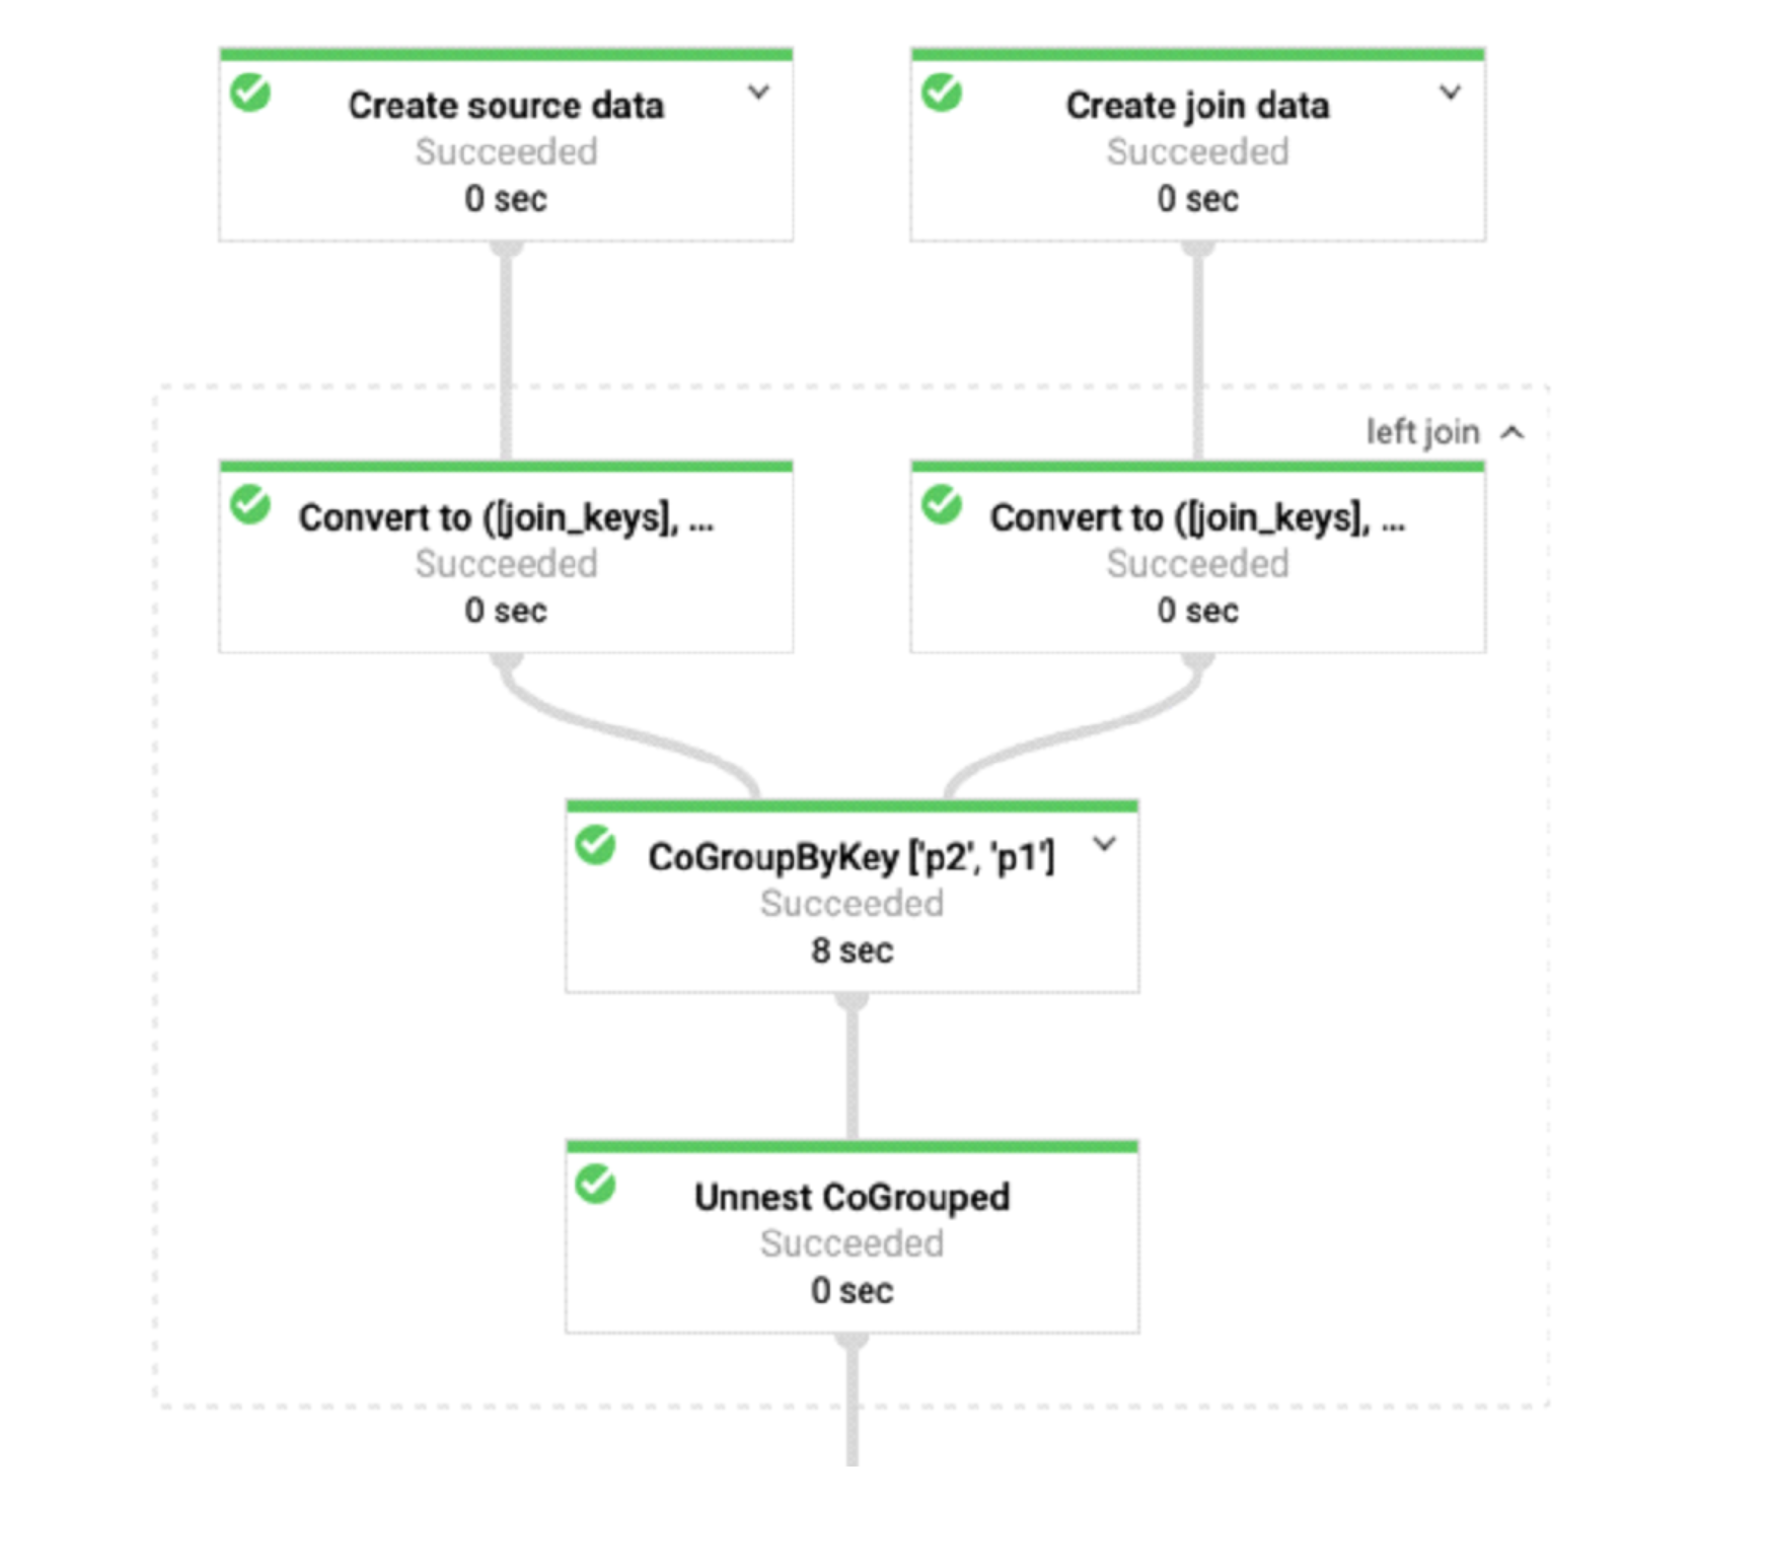 Create source data
Succeeded
0 sec
Create join data
Succeeded
0 sec
left join
Convert to ([join_keys], ...
Succeeded
0 sec
Convert to ([join_keys], ...
Succeeded
0 sec
CoGroupByKey ['p2', 'p1']
Succeeded
8 sec
Unnest CoGrouped
Succeeded
0 sec